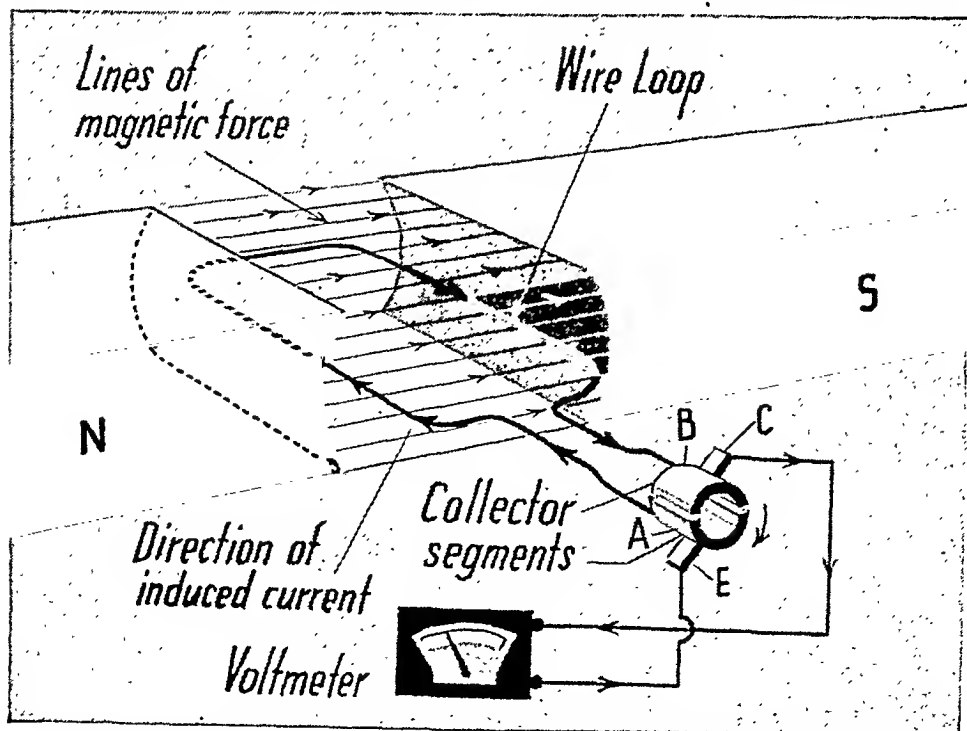 Lines of
magnetic force
Wire Loop
S
N
B
C
Collector
segments
A
E
Direction of
induced current
Voltmeter